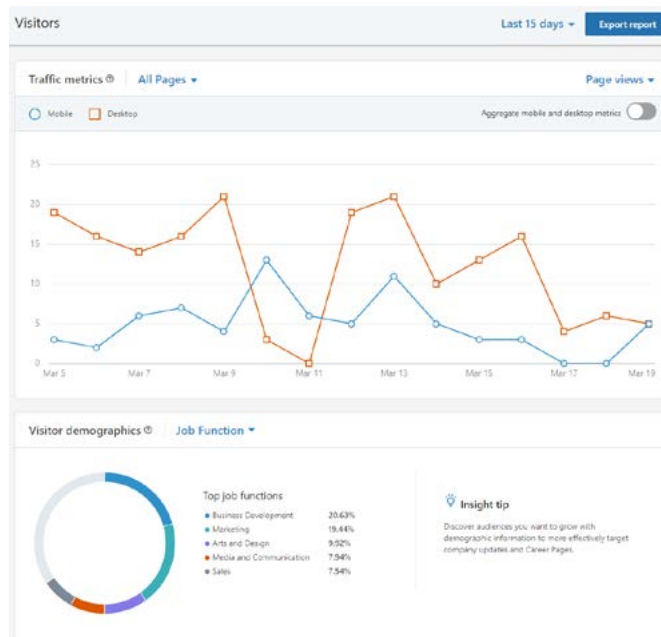 Visitors
Last 15 days
Export report
Traffic metrics
All Pages
Page views
Mobile
Desktop
Aggregate mobile and desktop metrics
25
20
15
10
5
0
Mar 5
Mar 7
Mar 9
Mar 11
Mar 13
Mar 15
Mar 17
Mar 19
Visitor demographics
Job Function
Top job functions
Business Development 20.63%
Marketing 19.44%
Arts and Design 9.92%
Media and Communication 7.94%
Sales 7.54%
Insight tip
Discover audiences you want to grow with
demographic information to more effectively target
company updates and Career Pages.